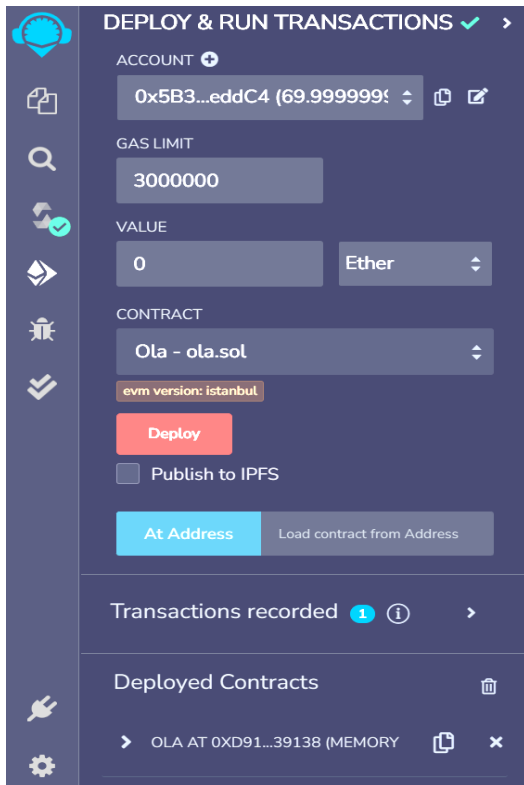 DEPLOY & RUN TRANSACTIONS
ACCOUNT
0x5B3...eddC4 (69.9999999
GAS LIMIT
3000000
VALUE
0 Ether
CONTRACT
Ola - ola.sol
evm version: istanbul
Deploy
Publish to IPFS
At Address Load contract from Address
Transactions recorded 1
Deployed Contracts
OLA AT 0XD91...39138 (MEMORY